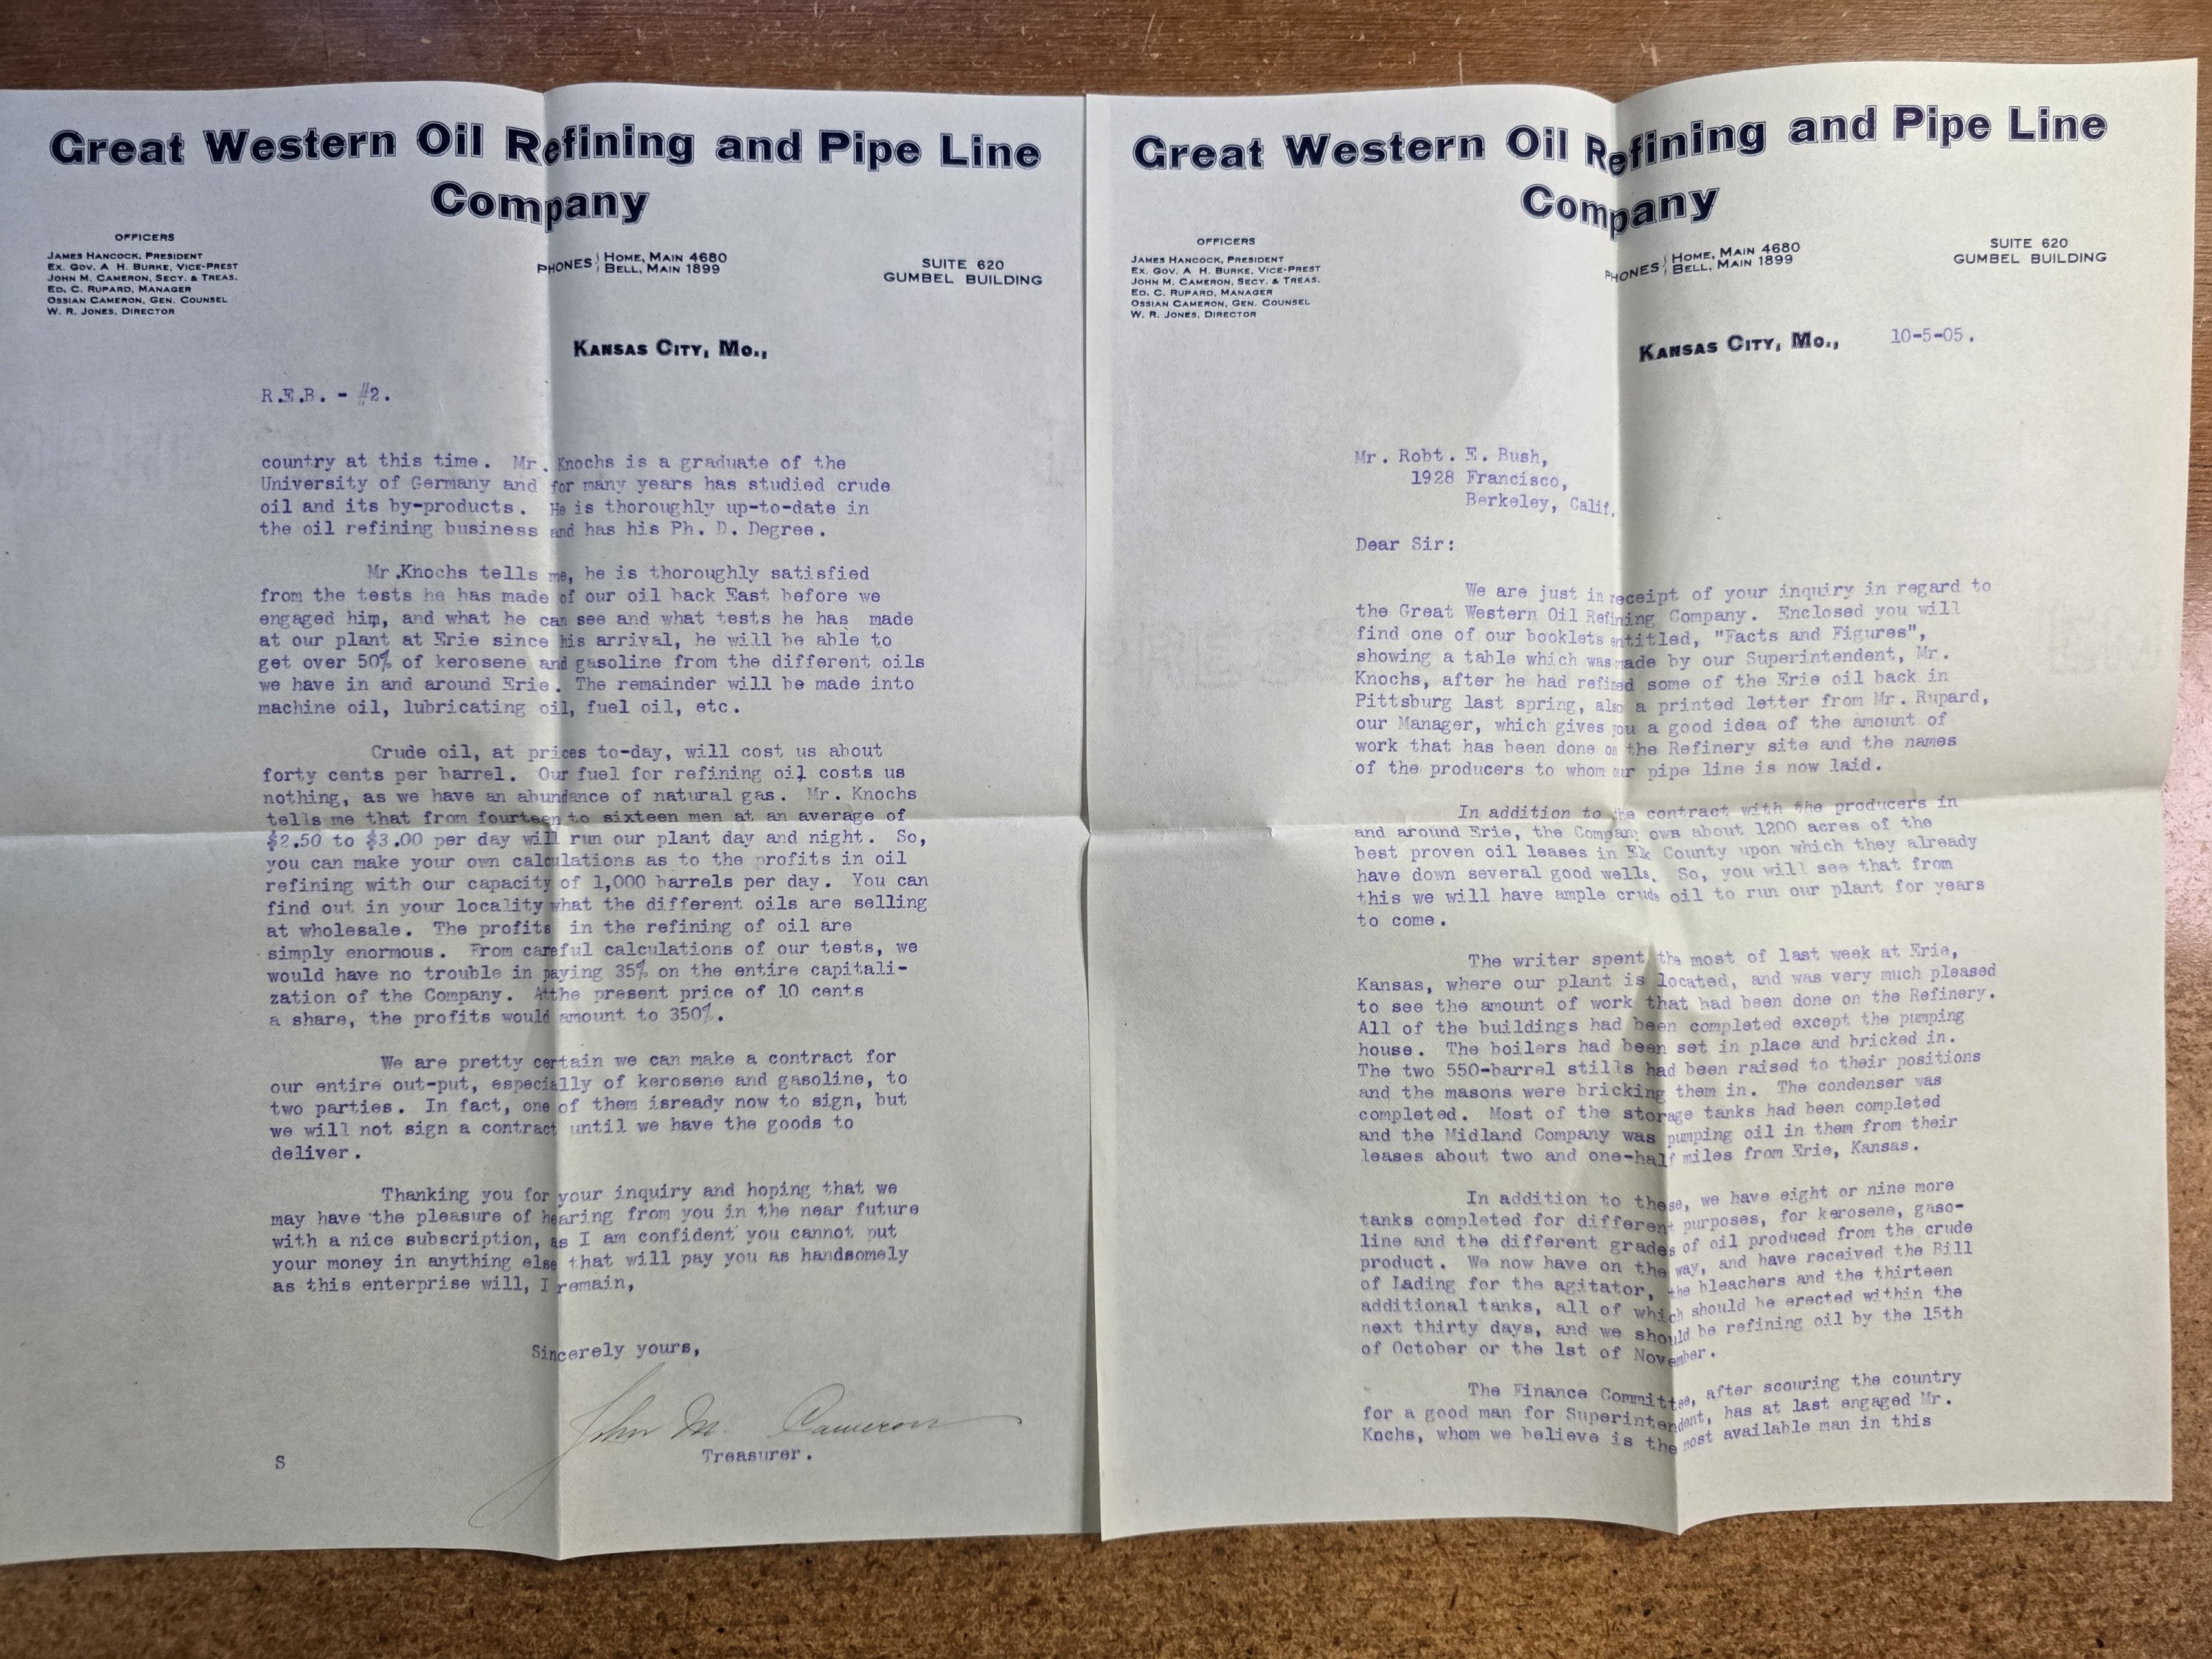 Great Western Oil Refining and Pipe Line
Company
OFFICERS
JAMES HANCOCK, PRESIDENT
EX. GOV. A H. BURKE, VICE-PREST
JOHN M. CAMERON, SECY. & TREAS.
ED. C. RUPARD, MANAGER
OSSIAN CAMERON, GEN. COUNSEL
W. R. JONES, DIRECTOR
PHONES { HOME, MAIN 4680
BELL, MAIN 1899
SUITE 620
GUMBEL BUILDING
KANSAS CITY, MO., 10-5-05.
Mr. Robt. E. Bush,
1928 Francisco,
Berkeley, Calif.
Dear Sir:
We are just in receipt of your inquiry in regard to
the Great Western Oil Refining Company. Enclosed you will
find one of our booklets entitled, "Facts and Figures",
showing a table which was made by our Superintendent, Mr.
Knochs, after he had refined some of the Erie oil back in
Pittsburg last spring, also a printed letter from Mr. Rupard,
our Manager, which gives you a good idea of the amount of
work that has been done on the Refinery site and the names
of the producers to whom our pipe line is now laid.
In addition to the contract with the producers in
and around Erie, the Company owns about 1200 acres of the
best proven oil leases in Elk County upon which they already
have down several good wells. So, you will see that from
this we will have ample crude oil to run our plant for years
to come.
The writer spent the most of last week at Erie,
Kansas, where our plant is located, and was very much pleased
to see the amount of work that had been done on the Refinery.
All of the buildings had been completed except the pumping
house. The boilers had been set in place and bricked in.
The two 550-barrel stills had been raised to their positions
and the masons were bricking them in. The condenser was
completed. Most of the storage tanks had been completed
and the Midland Company was pumping oil in them from their
leases about two and one-half miles from Erie, Kansas.
In addition to these, we have eight or nine more
tanks completed for different purposes, for kerosene, gaso-
line and the different grades of oil produced from the crude
product. We now have on the way, and have received the Bill
of Lading for the agitator, the bleachers and the thirteen
additional tanks, all of which should be erected within the
next thirty days, and we should be refining oil by the 15th
of October or the 1st of November.
The Finance Committee, after scouring the country
for a good man for Superintendent, has at last engaged Mr.
Knchs, whom we believe is the most available man in this
Great Western Oil Refining and Pipe Line
Company
OFFICERS
JAMES HANCOCK, PRESIDENT
EX. GOV. A H. BURKE, VICE-PREST
JOHN M. CAMERON, SECY. & TREAS.
ED. C. RUPARD, MANAGER
OSSIAN CAMERON, GEN. COUNSEL
W. R. JONES, DIRECTOR
PHONES { HOME, MAIN 4680
BELL, MAIN 1899
SUITE 620
GUMBEL BUILDING
KANSAS CITY, MO.,
R.E.B. - #2.
country at this time. Mr. Knochs is a graduate of the
University of Germany and for many years has studied crude
oil and its by-products. He is thoroughly up-to-date in
the oil refining business and has his Ph. D. Degree.
Mr.Knochs tells me, he is thoroughly satisfied
from the tests he has made of our oil back East before we
engaged him, and what he can see and what tests he has made
at our plant at Erie since his arrival, he will be able to
get over 50% of kerosene and gasoline from the different oils
we have in and around Erie. The remainder will be made into
machine oil, lubricating oil, fuel oil, etc.
Crude oil, at prices to-day, will cost us about
forty cents per barrel. Our fuel for refining oil costs us
nothing, as we have an abundance of natural gas. Mr. Knochs
tells me that from fourteen to sixteen men at an average of
$2.50 to $3.00 per day will run our plant day and night. So,
you can make your own calculations as to the profits in oil
refining with our capacity of 1,000 barrels per day. You can
find out in your locality what the different oils are selling
at wholesale. The profits in the refining of oil are
simply enormous. From careful calculations of our tests, we
would have no trouble in paying 35% on the entire capitali-
zation of the Company. Atthe present price of 10 cents
a share, the profits would amount to 350%.
We are pretty certain we can make a contract for
our entire out-put, especially of kerosene and gasoline, to
two parties. In fact, one of them isready now to sign, but
we will not sign a contract until we have the goods to
deliver.
Thanking you for your inquiry and hoping that we
may have the pleasure of hearing from you in the near future
with a nice subscription, as I am confident you cannot put
your money in anything else that will pay you as handsomely
as this enterprise will, I remain,
Sincerely yours,
John M. Cameron
Treasurer.
S